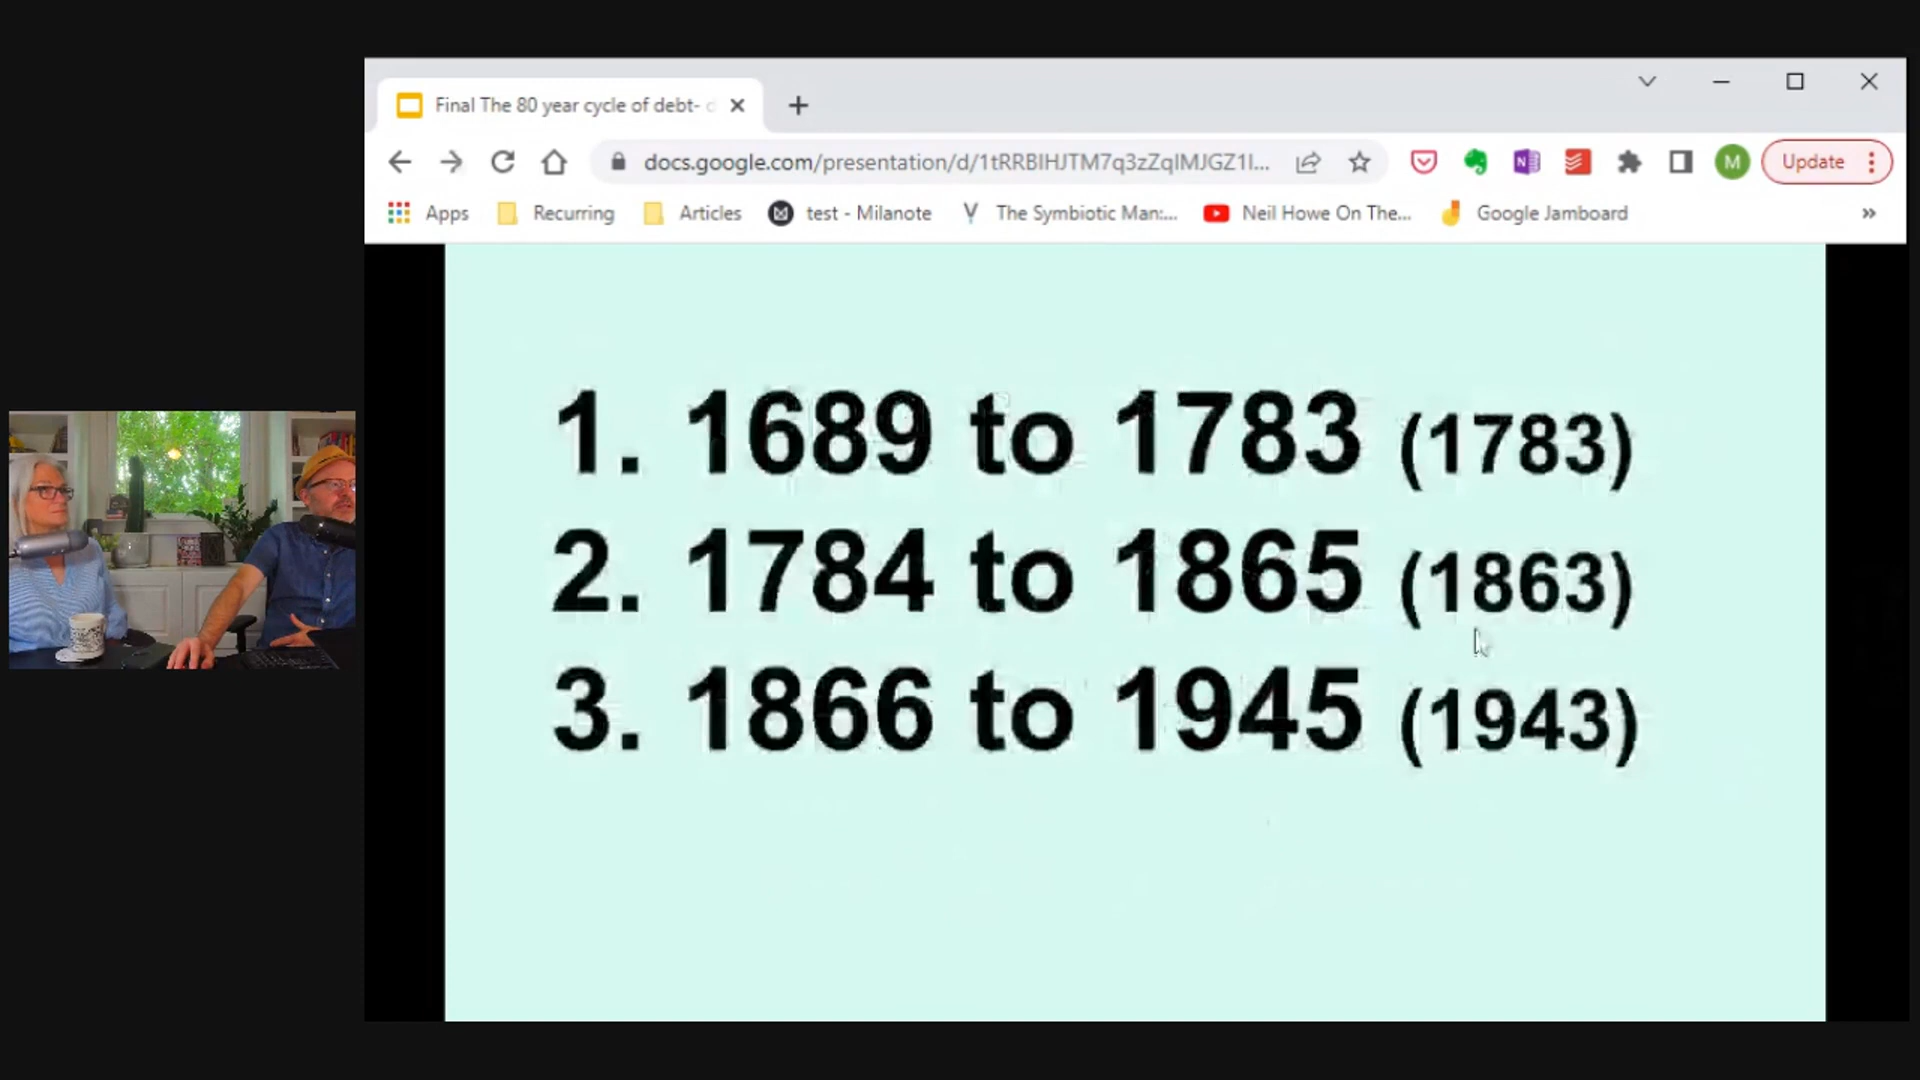 Final The 80 year cycle of debt-
docs.google.com/presentation/d/1tRRBIHJTM7q3zZqIMJGZ1I...
M
Update
Apps
Recurring
Articles
test - Milanote
The Symbiotic Man:...
Neil Howe On The...
Google Jamboard
»
1. 1689 to 1783 (1783)
2. 1784 to 1865 (1863)
3. 1866 to 1945 (1943)